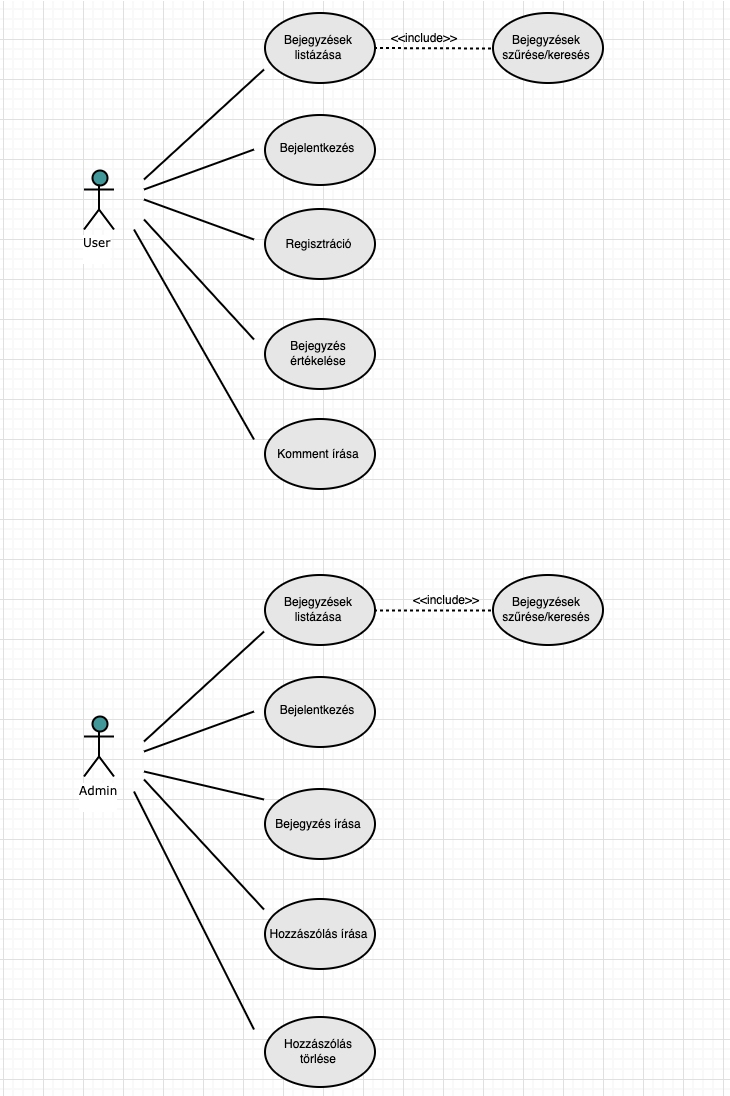 Bejegyzések
listázása
<<include>>
Bejegyzések
szűrése/keresés
Bejelentkezés
User
Regisztráció
Bejegyzés
értékelése
Komment írása
Bejegyzések
listázása
<<include>>
Bejegyzések
szűrése/keresés
Bejelentkezés
Admin
Bejegyzés írása
Hozzászólás írása
Hozzászólás
törlése